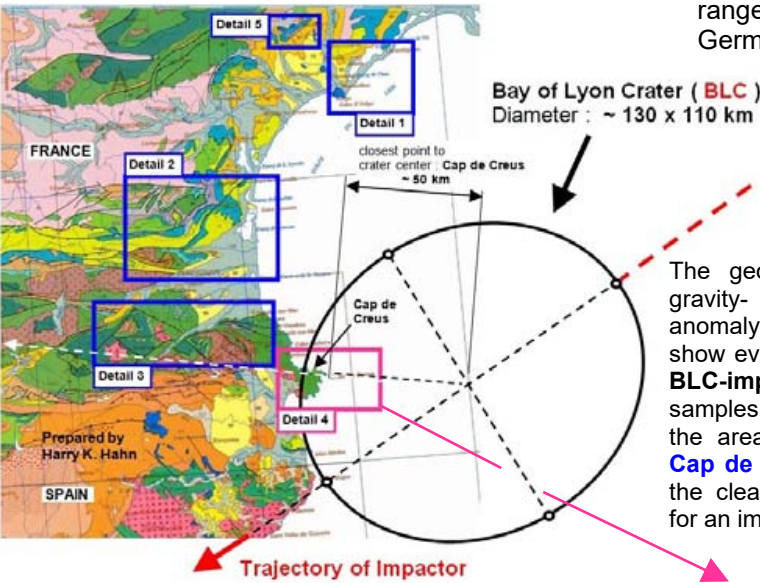 range
Germ
Detail 5
Bay of Lyon Crater ( BLC )
Diameter : ~ 130 x 110 km
Detail 1
FRANCE
closest point to
crater center : Cap de Creus
~ 50 km
Detail 2
The geo
gravity-
anomaly
show ev
BLC-imp
samples
the area
Cap de
the clea
for an im
Cap de
Creus
Detail 3
Detail 4
Prepared by
Harry K. Hahn
SPAIN
Trajectory of Impactor